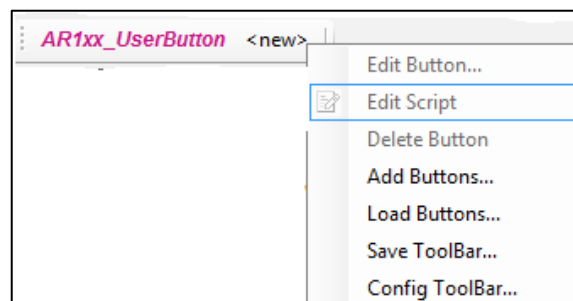 AR1xx_UserButton <new>
Edit Button...
Edit Script
Delete Button
Add Buttons...
Load Buttons...
Save ToolBar...
Config ToolBar...